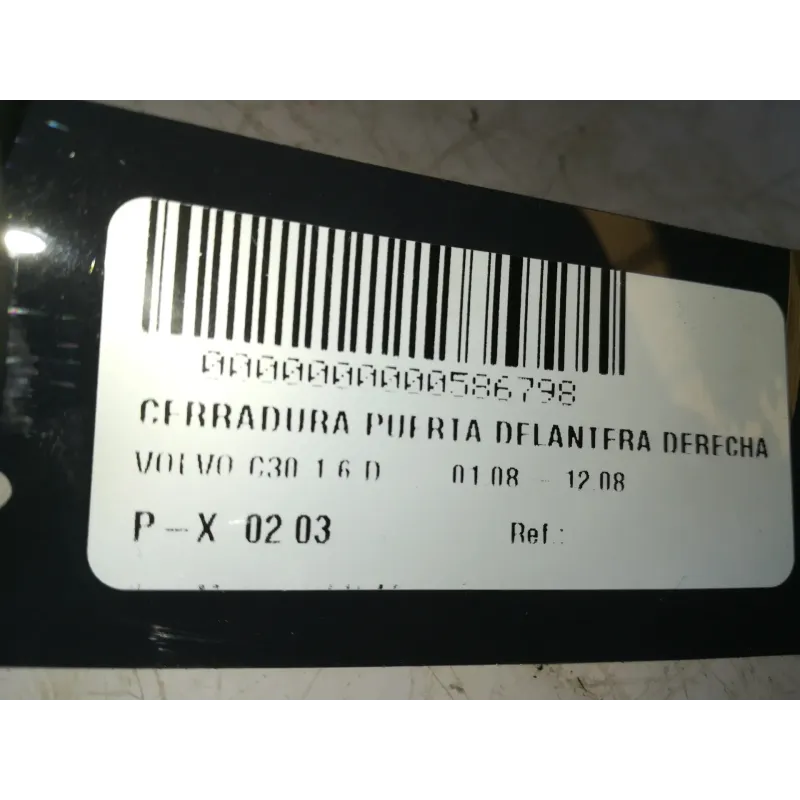 0000000000586798
CERRADURA PUERTA DELANTERA DERECHA
VOLVO C30 1.6 D 01.08 - 12.08
P-X 02 03 Ref.: